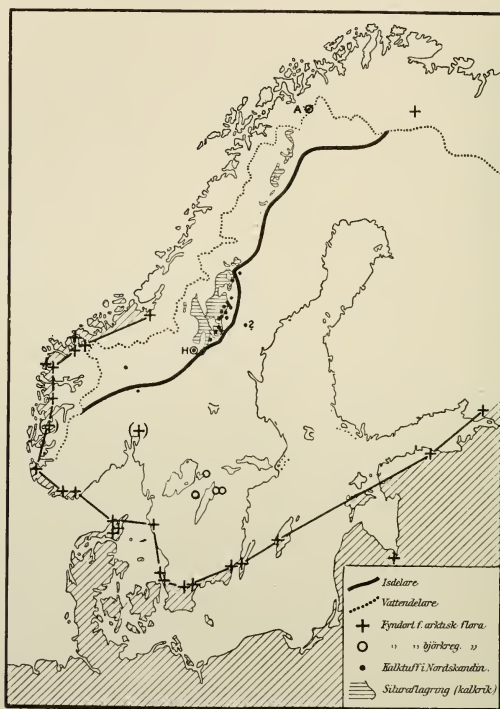 A
?
H
Isdelare
Vattendelare
Fyndort f. arktisk flora
„ „ björkreg. „
Kalktuff i Nordskandin.
Siluraflagring (kalkrik)